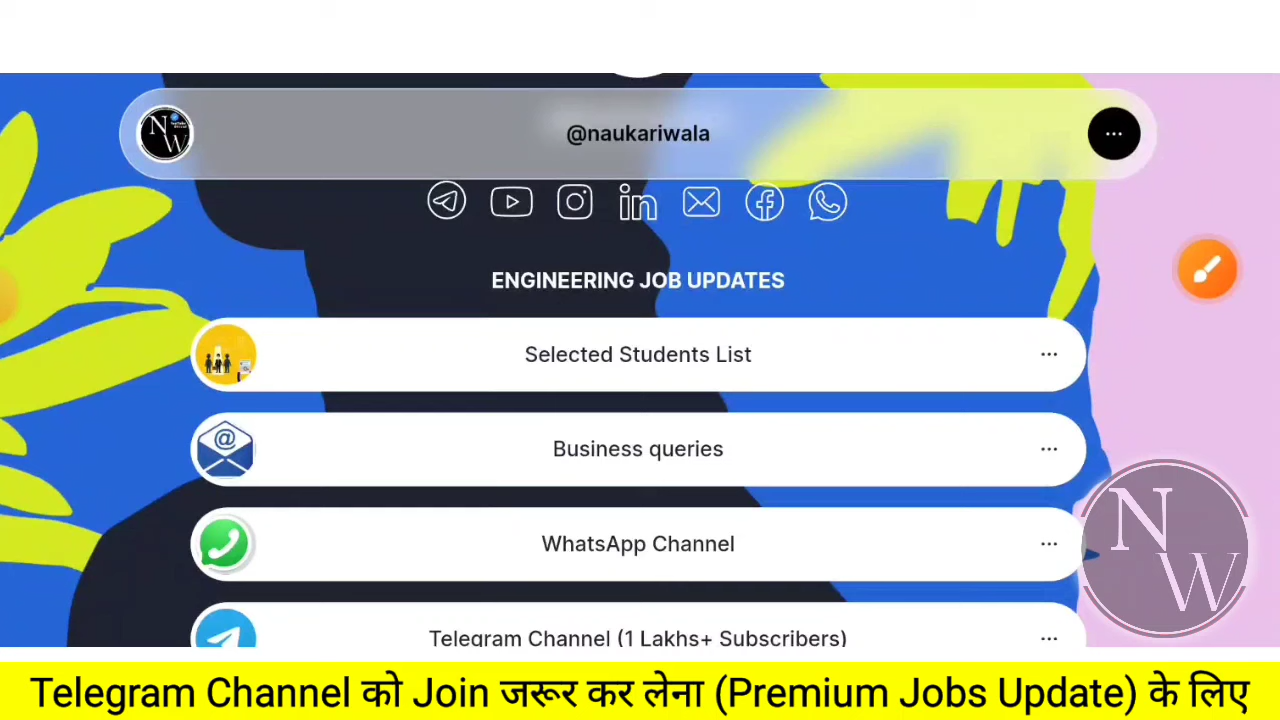 N W
@naukariwala
ENGINEERING JOB UPDATES
Selected Students List
Business queries
WhatsApp Channel
Telegram Channel (1 Lakhs+ Subscribers)
N
W
Telegram Channel को Join जरूर कर लेना (Premium Jobs Update) के लिए